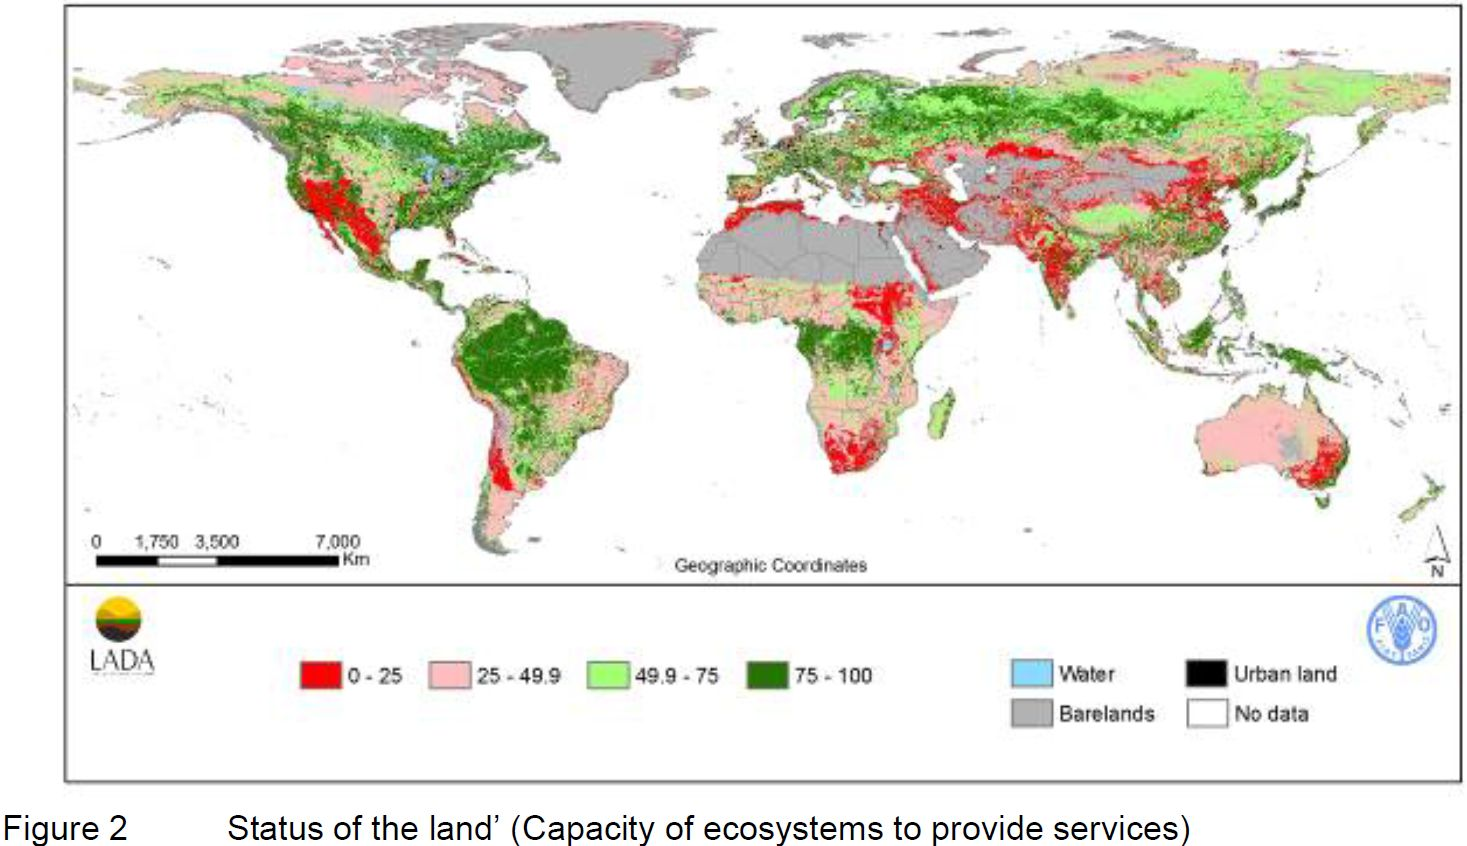 0 1,750 3,500 7,000
Km
Geographic Coordinates
N
LADA
F A O
0 - 25
25 - 49.9
49.9 - 75
75 - 100
Water
Urban land
Barelands
No data
Figure 2 Status of the land’ (Capacity of ecosystems to provide services)